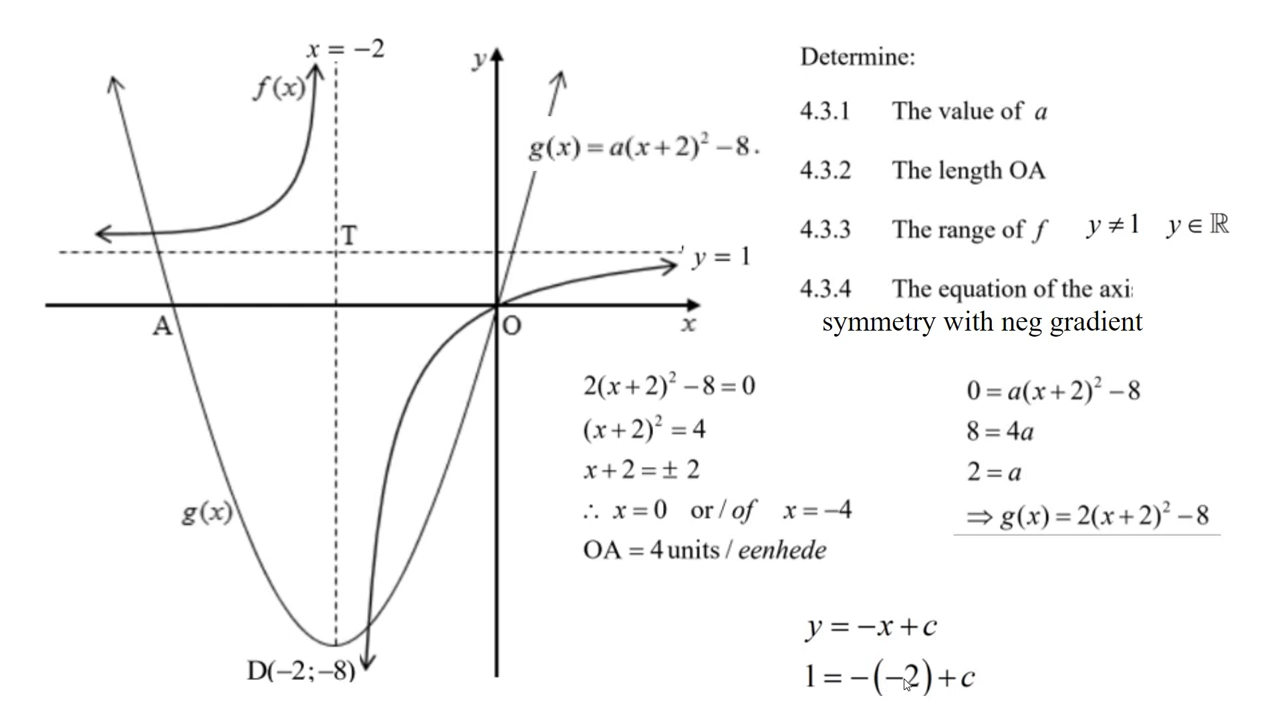 x = −2
y
f(x)
g(x) = a(x+2)² −8.
T
y = 1
A
O
x
g(x)
D(−2;−8)
Determine:
4.3.1 The value of a
4.3.2 The length OA
4.3.3 The range of f y ≠ 1 y ∈ ℝ
4.3.4 The equation of the axi
symmetry with neg gradient
2(x+2)² −8 = 0
(x+2)² = 4
x+2 = ± 2
∴ x = 0 or / of x = −4
OA = 4 units / eenhede
0 = a(x+2)² −8
8 = 4a
2 = a
⇒ g(x) = 2(x+2)² −8
y = −x + c
1 = −(−2) + c